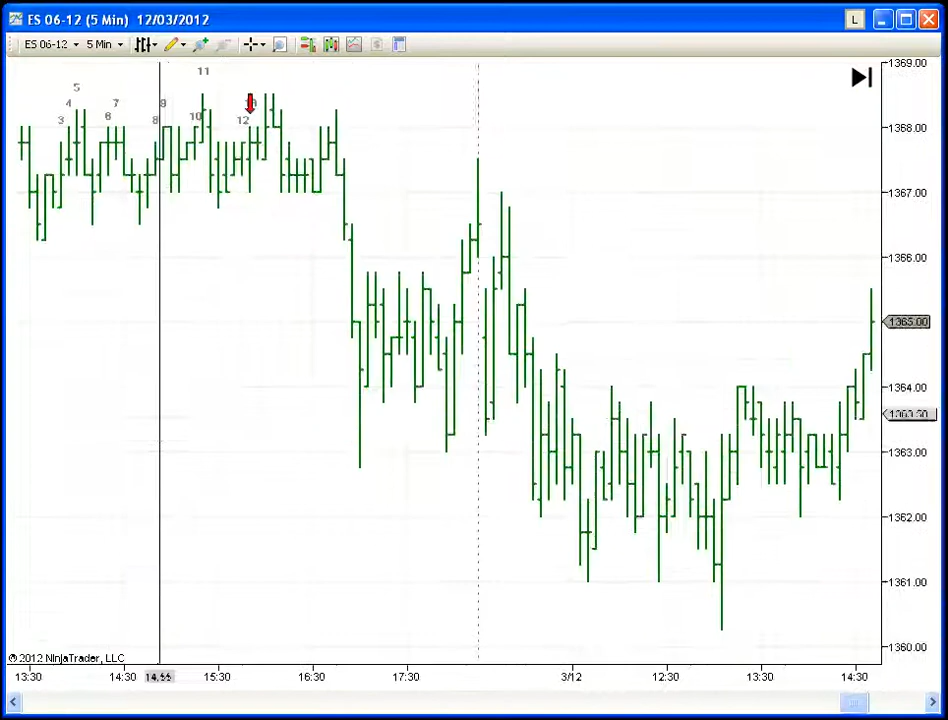 ES 06-12 (5 Min) 12/03/2012
L
ES 06-12 5 Min $
11
1369.00
5
4 7 9
3 6 8 10 12
1368.00
1367.00
1366.00
1365.00
1364.00
1363.50
1363.00
1362.00
1361.00
1360.00
© 2012 NinjaTrader, LLC
13:30 14:30 15:30 16:30 17:30 3/12 12:30 13:30 14:30